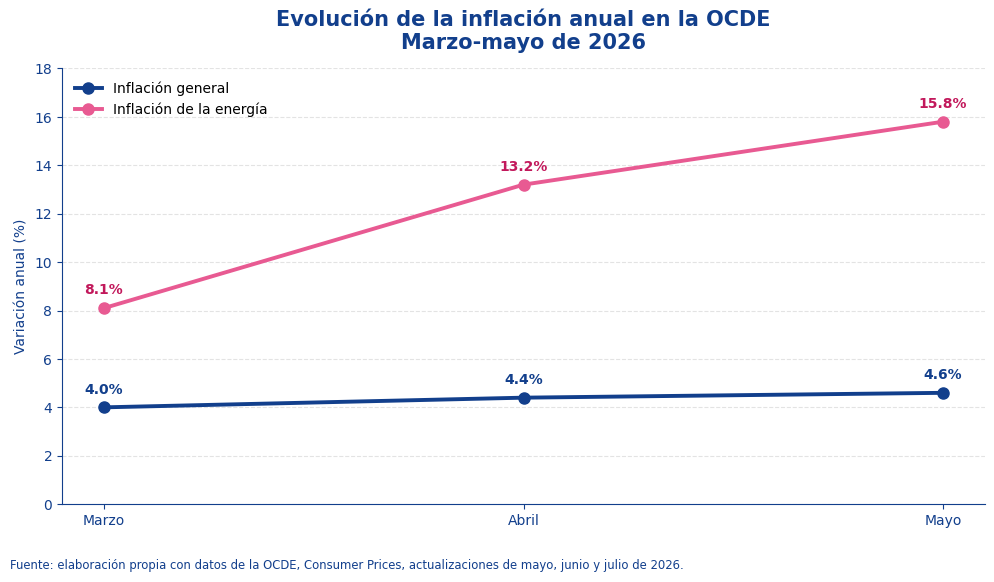 Evolución de la inflación anual en la OCDE
Marzo-mayo de 2026
Inflación general
Inflación de la energía
Variación anual (%)
18
16
14
12
10
8
6
4
2
0
8.1%
13.2%
15.8%
4.0%
4.4%
4.6%
Marzo
Abril
Mayo
Fuente: elaboración propia con datos de la OCDE, Consumer Prices, actualizaciones de mayo, junio y julio de 2026.